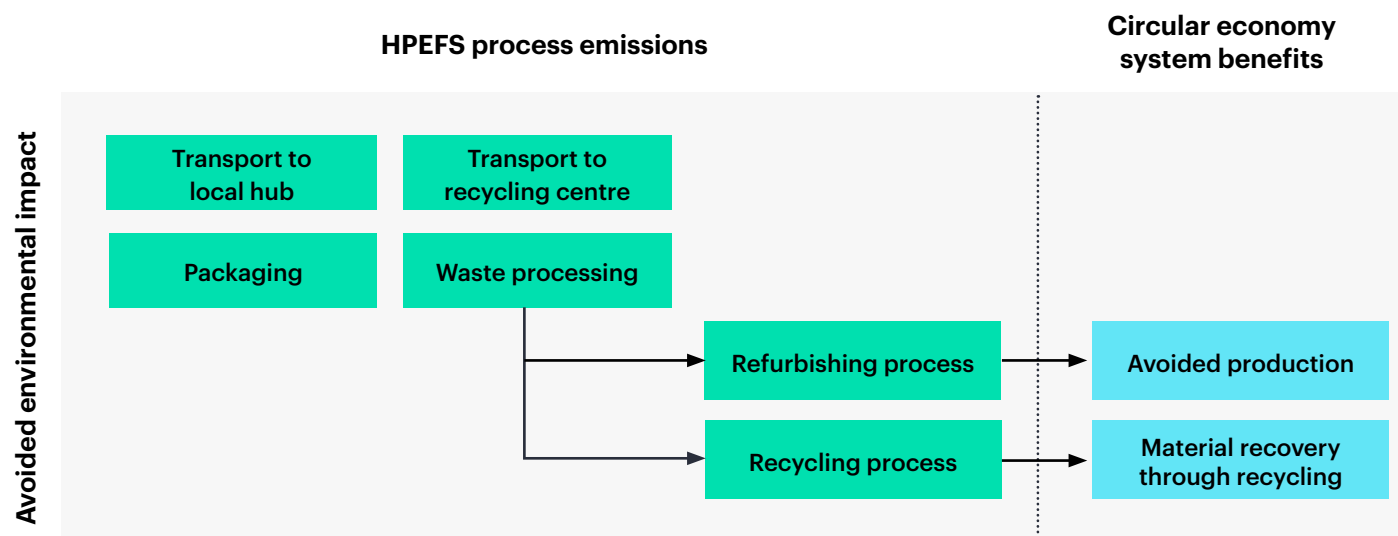 HPEFS process emissions
Circular economy
system benefits
Avoided environmental impact
Transport to
local hub
Transport to
recycling centre
Packaging
Waste processing
Refurbishing process
Avoided production
Recycling process
Material recovery
through recycling